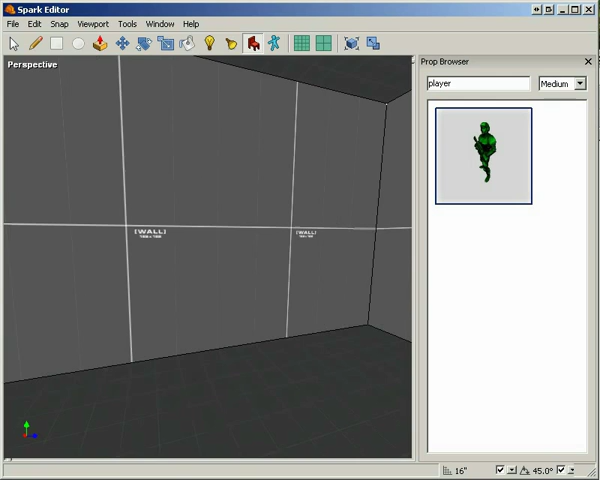 Spark Editor
File Edit Snap Viewport Tools Window Help
Perspective
Prop Browser
player
Medium
[WALL]
[WALL]
16"
45.0°